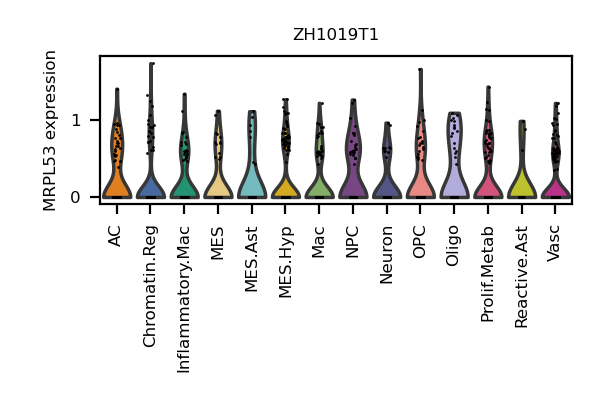 ZH1019T1
MRPL53 expression
1
0
AC
Chromatin.Reg
Inflammatory.Mac
MES
MES.Ast
MES.Hyp
Mac
NPC
Neuron
OPC
Oligo
Prolif.Metab
Reactive.Ast
Vasc